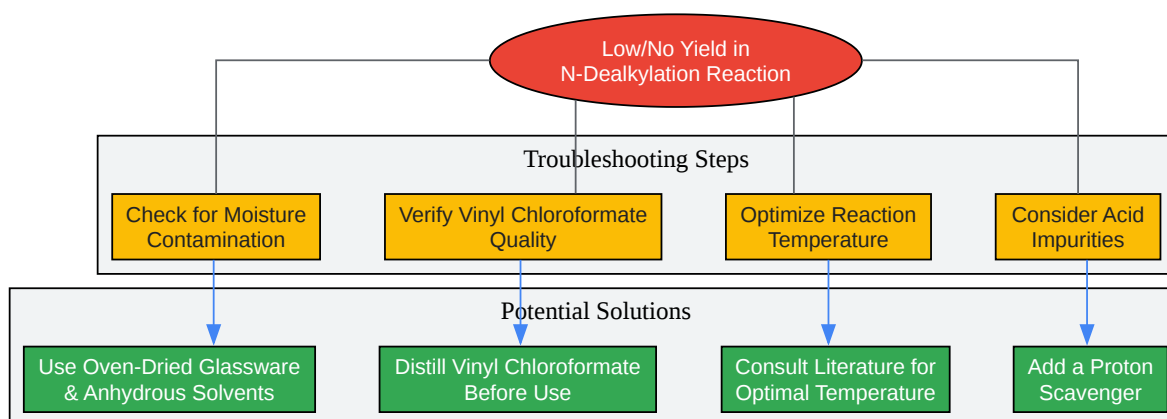 Low/No Yield in
N-Dealkylation Reaction
Troubleshooting Steps
Check for Moisture
Contamination
Verify Vinyl Chloroformate
Quality
Optimize Reaction
Temperature
Consider Acid
Impurities
Potential Solutions
Use Oven-Dried Glassware
& Anhydrous Solvents
Distill Vinyl Chloroformate
Before Use
Consult Literature for
Optimal Temperature
Add a Proton
Scavenger